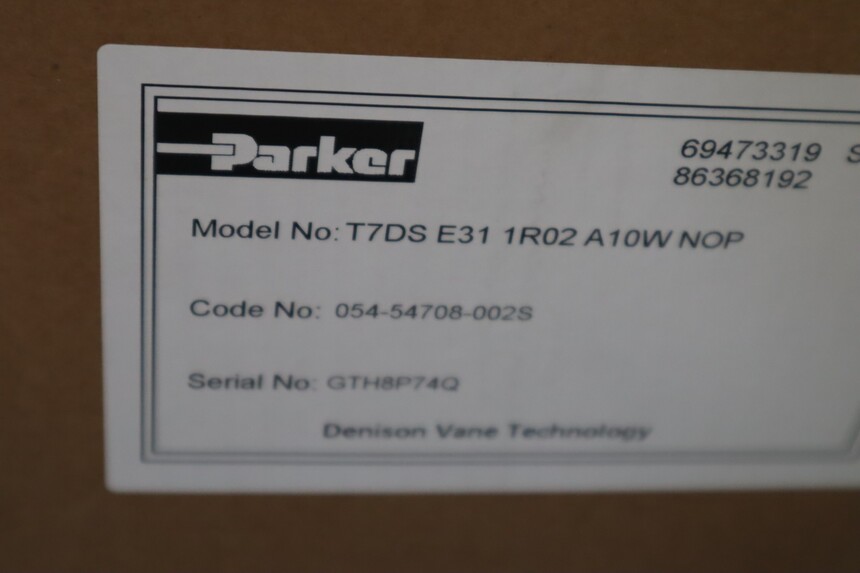 Parker
69473319 S
86368192
Model No: T7DS E31 1R02 A10W NOP
Code No: 054-54708-002S
Serial No: GTH8P74Q
Denison Vane Technology